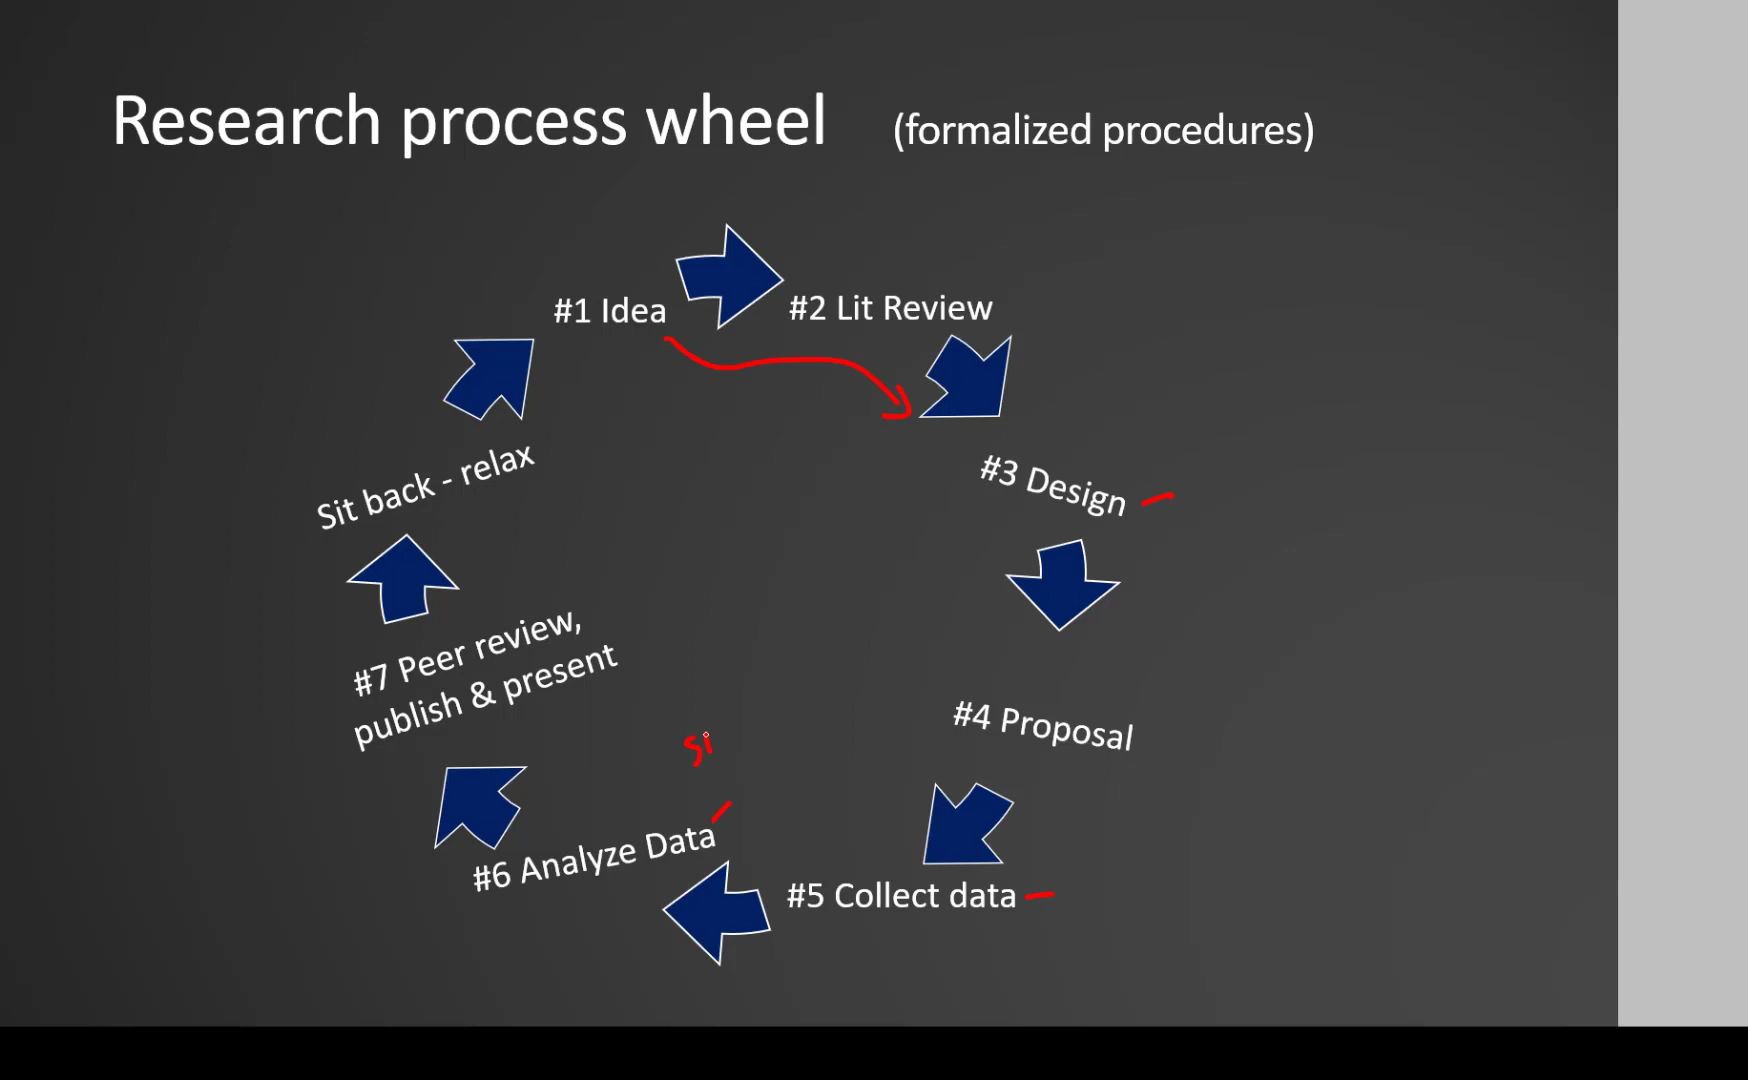 Research process wheel (formalized procedures)
#1 Idea
#2 Lit Review
#3 Design
#4 Proposal
#5 Collect data
#6 Analyze Data
#7 Peer review,
publish & present
Sit back - relax
Si